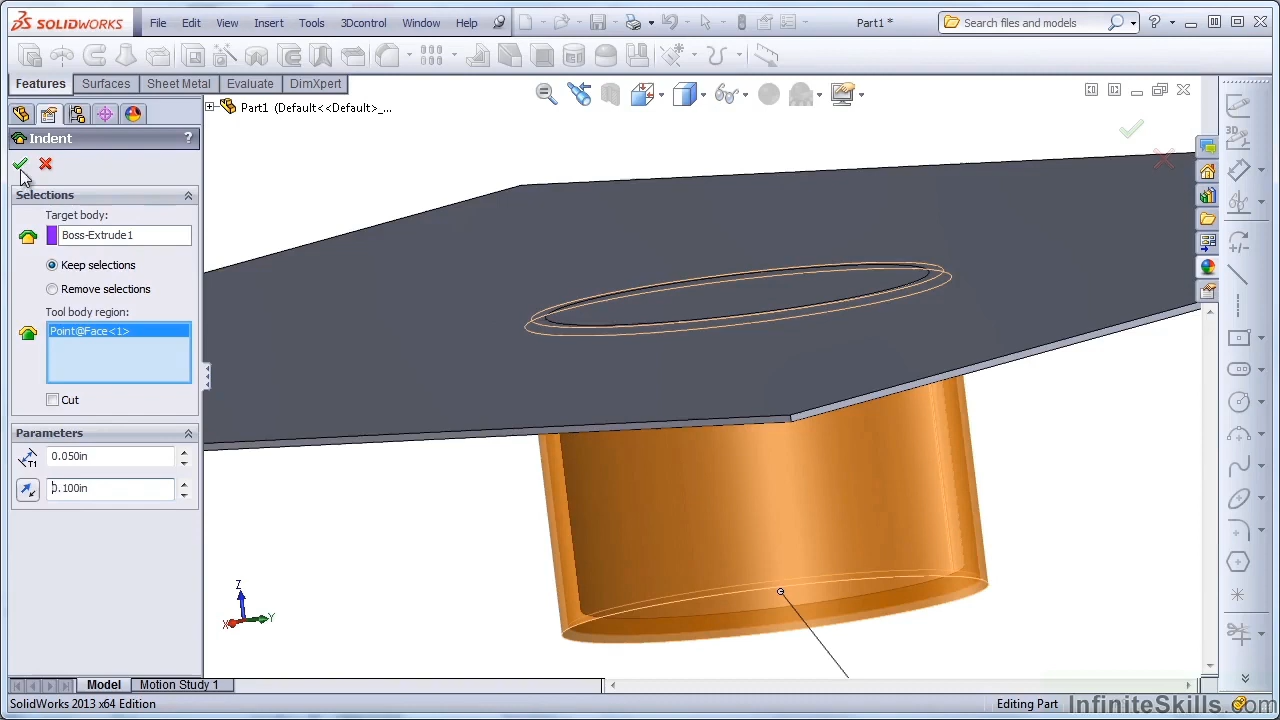 SOLIDWORKS File Edit View Insert Tools 3Dcontrol Window Help Part1 * Search files and models ?
Features Surfaces Sheet Metal Evaluate DimXpert
Part1 (Default<<Default>_...
Indent ?
Selections
Target body:
Boss-Extrude1
Keep selections
Remove selections
Tool body region:
Point@Face<1>
Cut
Parameters
T1 0.050in
0.100in
3D
Z
X Y
Model Motion Study 1
SolidWorks 2013 x64 Edition Editing Part
InfiniteSkills.com